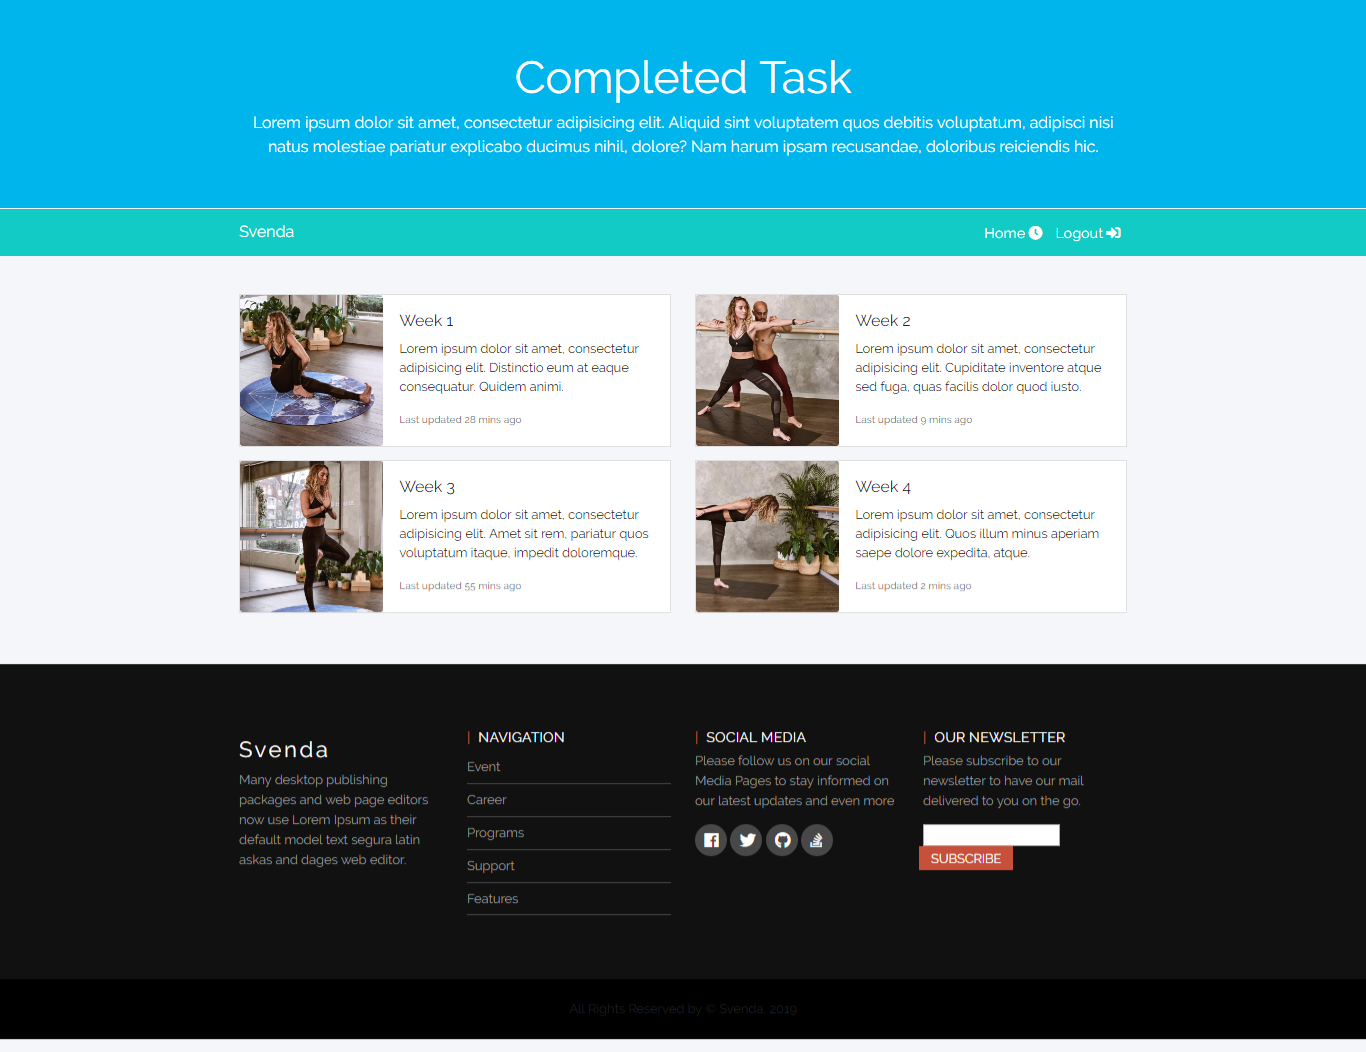 Completed Task
Lorem ipsum dolor sit amet, consectetur adipisicing elit. Aliquid sint voluptatem quos debitis voluptatum, adipisci nisi
natus molestiae pariatur explicabo ducimus nihil, dolore? Nam harum ipsam recusandae, doloribus reiciendis hic.
Svenda
Home
Logout
Week 1
Lorem ipsum dolor sit amet, consectetur
adipisicing elit. Distinctio eum at eaque
consequatur. Quidem animi.
Last updated 28 mins ago
Week 2
Lorem ipsum dolor sit amet, consectetur
adipisicing elit. Cupiditate inventore atque
sed fuga, quas facilis dolor quod iusto.
Last updated 9 mins ago
Week 3
Lorem ipsum dolor sit amet, consectetur
adipisicing elit. Amet sit rem, pariatur quos
voluptatum itaque, impedit doloremque.
Last updated 55 mins ago
Week 4
Lorem ipsum dolor sit amet, consectetur
adipisicing elit. Quos illum minus aperiam
saepe dolore expedita, atque.
Last updated 2 mins ago
Svenda
Many desktop publishing
packages and web page editors
now use Lorem Ipsum as their
default model text segura latin
askas and dages web editor.
| NAVIGATION
Event
Career
Programs
Support
Features
| SOCIAL MEDIA
Please follow us on our social
Media Pages to stay informed on
our latest updates and even more
| OUR NEWSLETTER
Please subscribe to our
newsletter to have our mail
delivered to you on the go.
SUBSCRIBE
All Rights Reserved by © Svenda, 2019